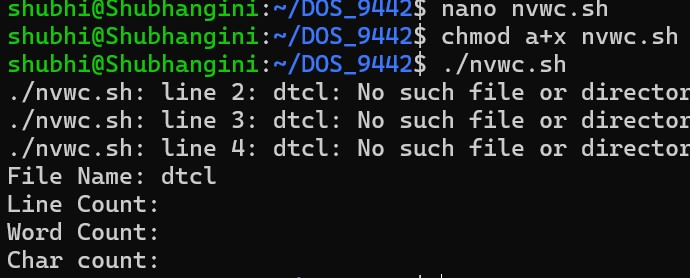 shubhi@Shubhangini:~/DOS_9442$ nano nvwc.sh
shubhi@Shubhangini:~/DOS_9442$ chmod a+x nvwc.sh
shubhi@Shubhangini:~/DOS_9442$ ./nvwc.sh
./nvwc.sh: line 2: dtcl: No such file or director
./nvwc.sh: line 3: dtcl: No such file or director
./nvwc.sh: line 4: dtcl: No such file or director
File Name: dtcl
Line Count:
Word Count:
Char count: